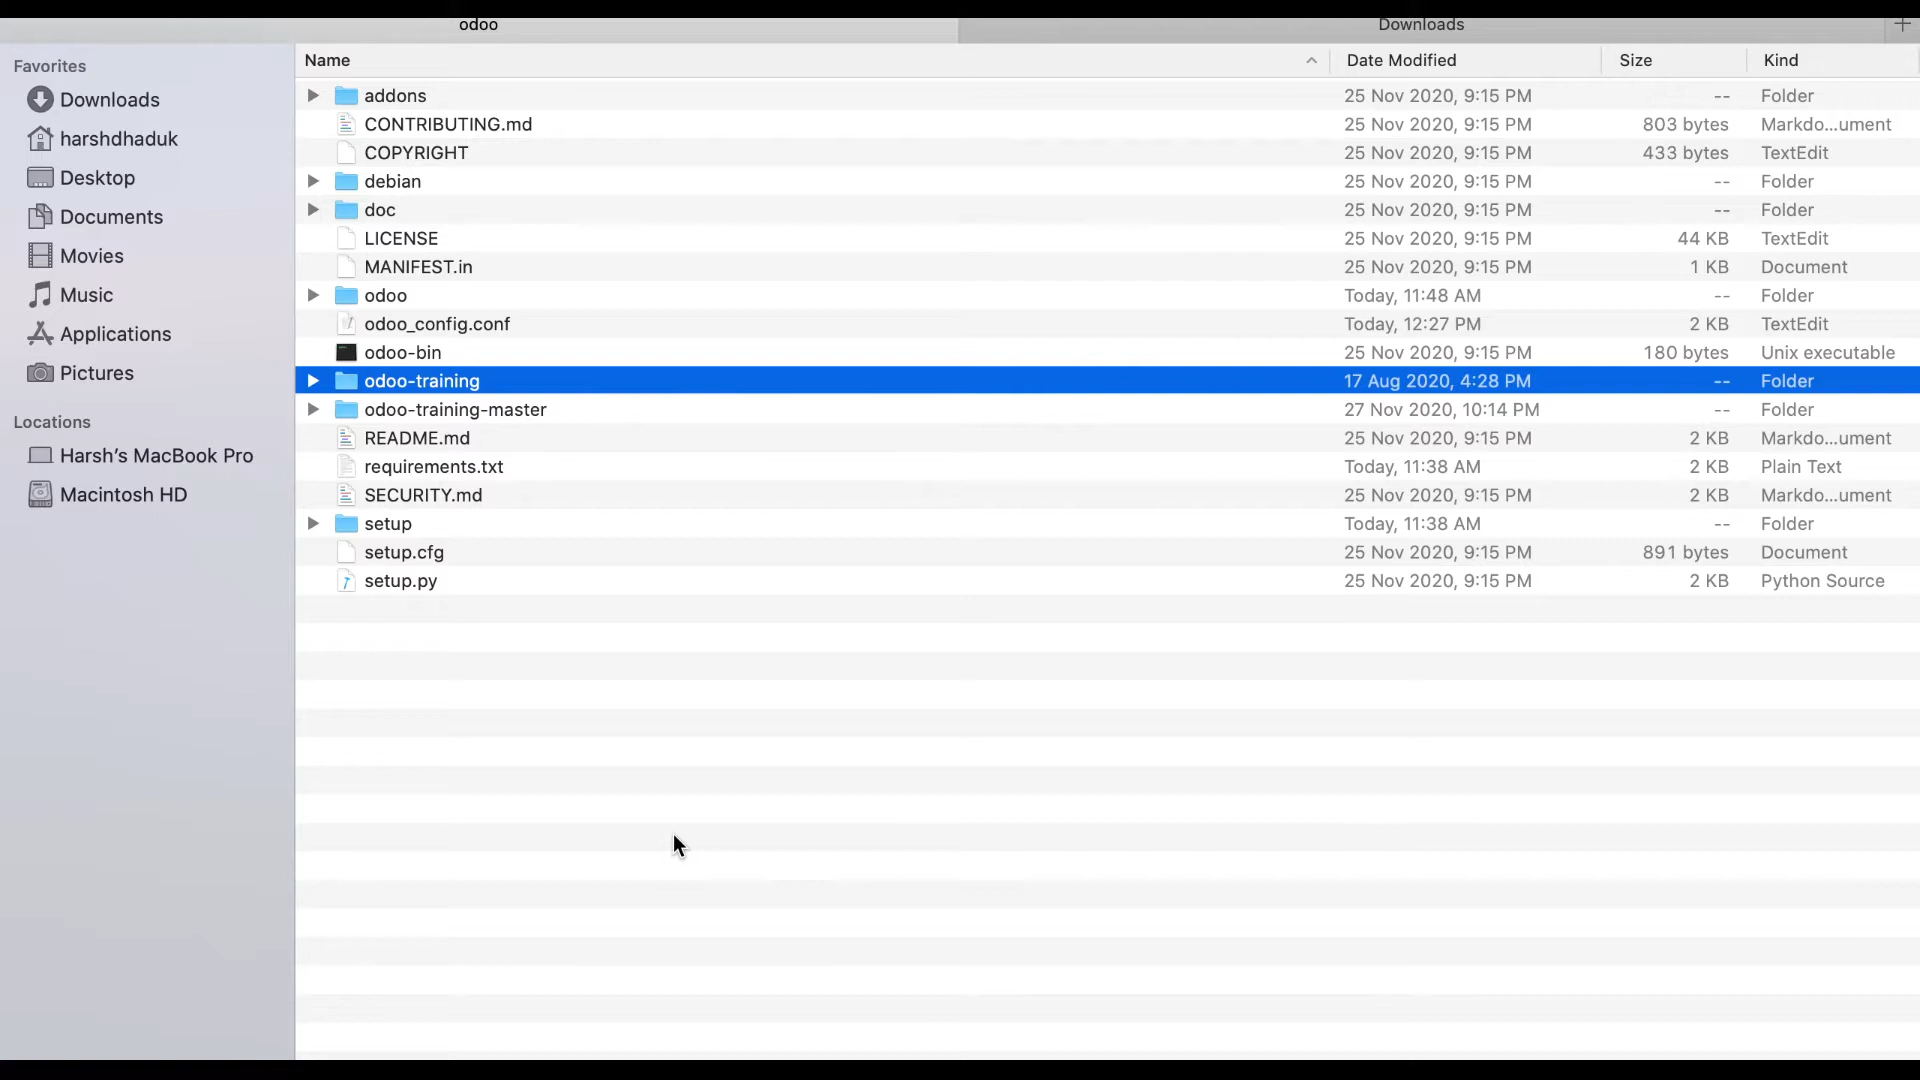 odoo Downloads
Favorites
Downloads
harshdhaduk
Desktop
Documents
Movies
Music
Applications
Pictures
Locations
Harsh's MacBook Pro
Macintosh HD
Name Date Modified Size Kind
addons 25 Nov 2020, 9:15 PM -- Folder
CONTRIBUTING.md 25 Nov 2020, 9:15 PM 803 bytes Markdo...ument
COPYRIGHT 25 Nov 2020, 9:15 PM 433 bytes TextEdit
debian 25 Nov 2020, 9:15 PM -- Folder
doc 25 Nov 2020, 9:15 PM -- Folder
LICENSE 25 Nov 2020, 9:15 PM 44 KB TextEdit
MANIFEST.in 25 Nov 2020, 9:15 PM 1 KB Document
odoo Today, 11:48 AM -- Folder
odoo_config.conf Today, 12:27 PM 2 KB TextEdit
odoo-bin 25 Nov 2020, 9:15 PM 180 bytes Unix executable
odoo-training 17 Aug 2020, 4:28 PM -- Folder
odoo-training-master 27 Nov 2020, 10:14 PM -- Folder
README.md 25 Nov 2020, 9:15 PM 2 KB Markdo...ument
requirements.txt Today, 11:38 AM 2 KB Plain Text
SECURITY.md 25 Nov 2020, 9:15 PM 2 KB Markdo...ument
setup Today, 11:38 AM -- Folder
setup.cfg 25 Nov 2020, 9:15 PM 891 bytes Document
setup.py 25 Nov 2020, 9:15 PM 2 KB Python Source